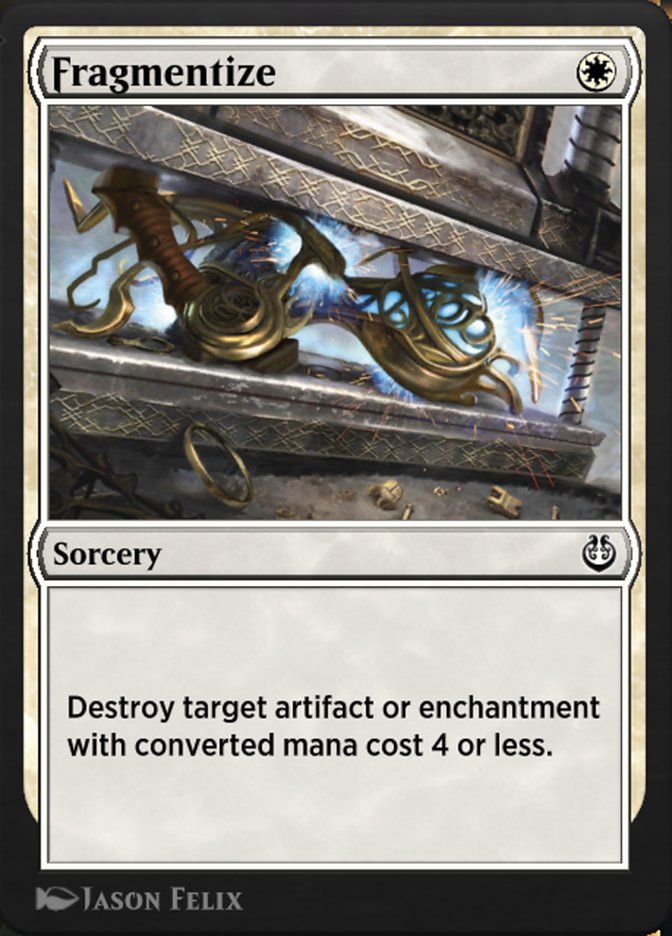 Fragmentize
Sorcery
Destroy target artifact or enchantment
with converted mana cost 4 or less.
Jason Felix